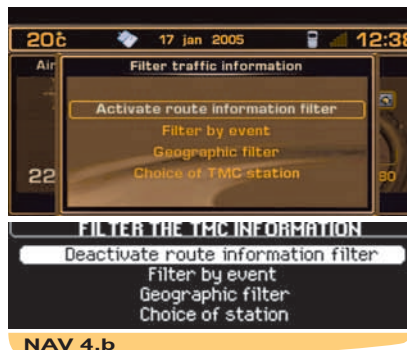 20c 17 jan 2005 12:38
Air
Filter traffic information
Activate route information filter
Filter by event
Geographic filter
Choice of TMC station
22
80
FILTER THE TMC INFORMATION
Deactivate route information filter
Filter by event
Geographic filter
Choice of station
NAV 4.b